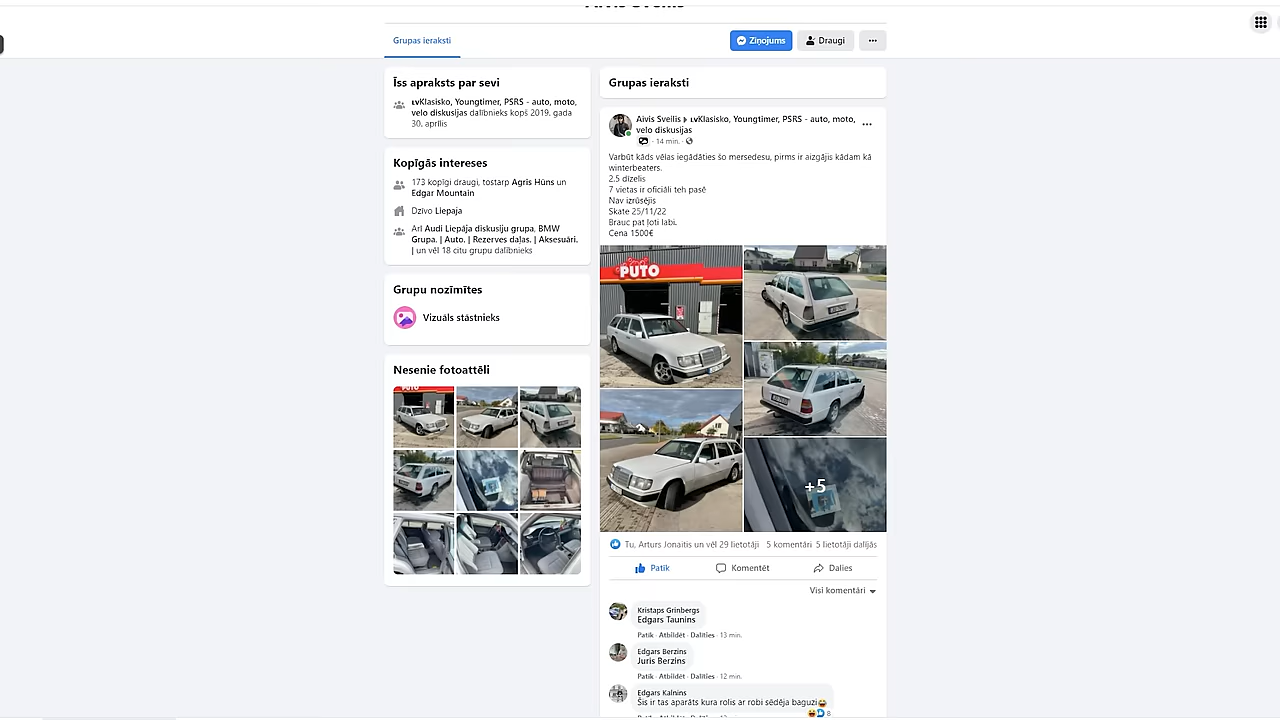 Aivis Sveilis
Grupas ieraksti
Ziņojums
Draugi
Īss apraksts par sevi
LvKlasisko, Youngtimer, PSRS - auto, moto,
velo diskusijas dalībnieks kopš 2019. gada
30. aprīlis
Kopīgās intereses
173 kopīgi draugi, tostarp Agris Hūns un
Edgar Mountain
Dzīvo Liepaja
Arī Audi Liepāja diskusiju grupa, BMW
Grupa. | Auto, | Rezerves daļas. | Aksesuāri.
| un vēl 18 citu grupu dalībnieks
Grupu nozīmītes
Vizuāls stāstnieks
Nesenie fotoattēli
Grupas ieraksti
Aivis Sveilis ▸ LvKlasisko, Youngtimer, PSRS - auto, moto,
velo diskusijas
· 14 min. ·
Varbūt kāds vēlas iegādāties šo mersedesu, pirms ir aizgājis kādam kā
winterbeaters.
2.5 dīzelis
7 vietas ir oficiāli teh pasē
Nav izrūsējis
Skate 25/11/22
Brauc pat ļoti labi.
Cena 1500€
PUTO
+5
Tu, Arturs Jonaitis un vēl 29 lietotāji 5 komentāri 5 lietotāji dalījās
Patīk Komentēt Dalies
Visi komentāri
Kristaps Grinbergs
Edgars Taunins
Patīk · Atbildēt · Dalīties · 13 min.
Edgars Berzins
Juris Berzins
Patīk · Atbildēt · Dalīties · 12 min.
Edgars Kalnins
Šis ir tas aparāts kura rolis ar robi sēdēja baguzī
8